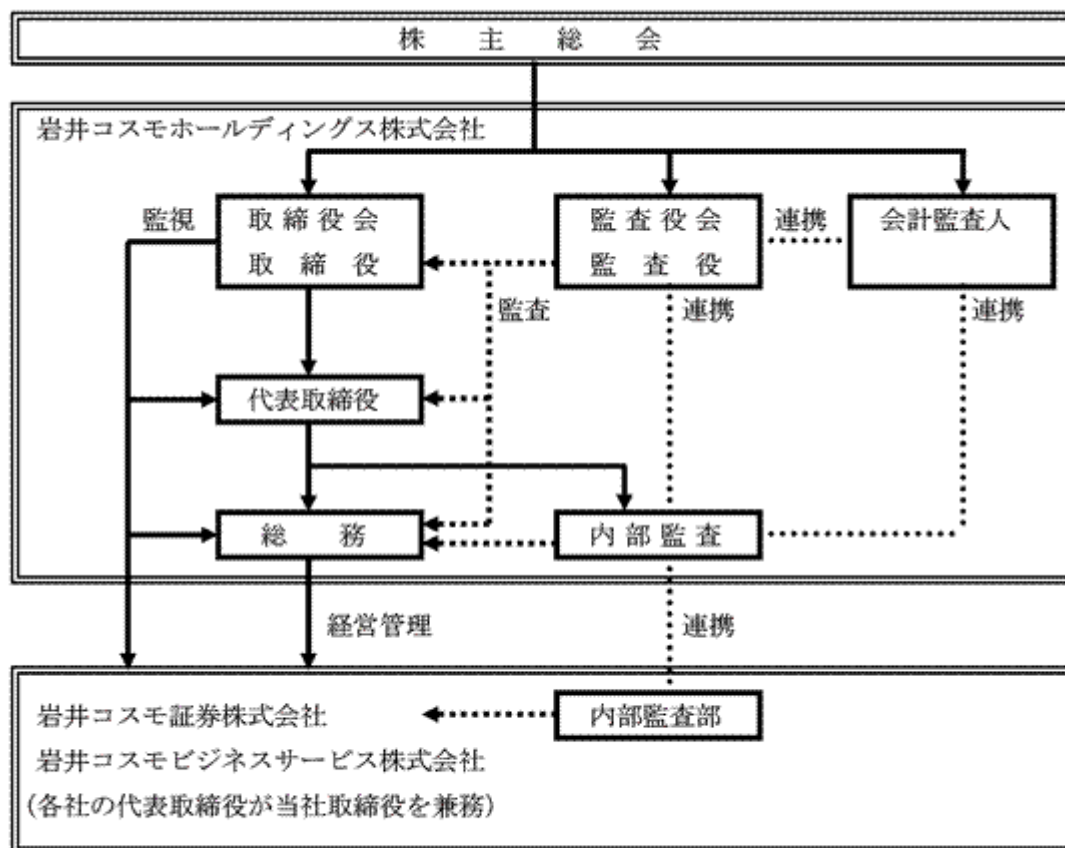 株主総会
岩井コスモホールディングス株式会社
監視
取締役会
取締役
監査役会
監査役
連携
会計監査人
監査
連携
連携
代表取締役
総務
内部監査
経営管理
連携
岩井コスモ証券株式会社
内部監査部
岩井コスモビジネスサービス株式会社
(各社の代表取締役が当社取締役を兼務)